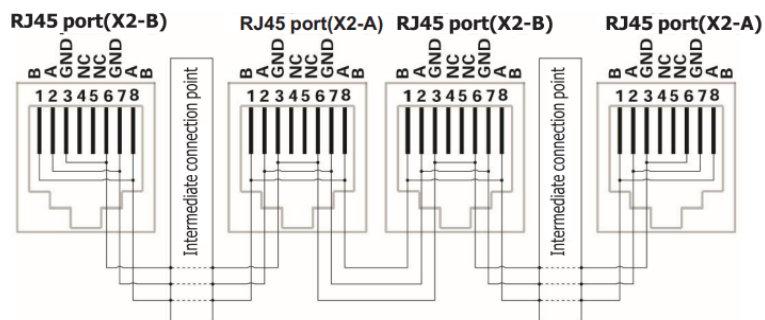 RJ45 port(X2-B)
RJ45 port(X2-A)
RJ45 port(X2-B)
RJ45 port(X2-A)
B A GND NC NC GND A B
B A GND NC NC GND A B
B A GND NC NC GND A B
B A GND NC NC GND A B
1 2 3 4 5 6 7 8
1 2 3 4 5 6 7 8
1 2 3 4 5 6 7 8
1 2 3 4 5 6 7 8
Intermediate connection point
Intermediate connection point